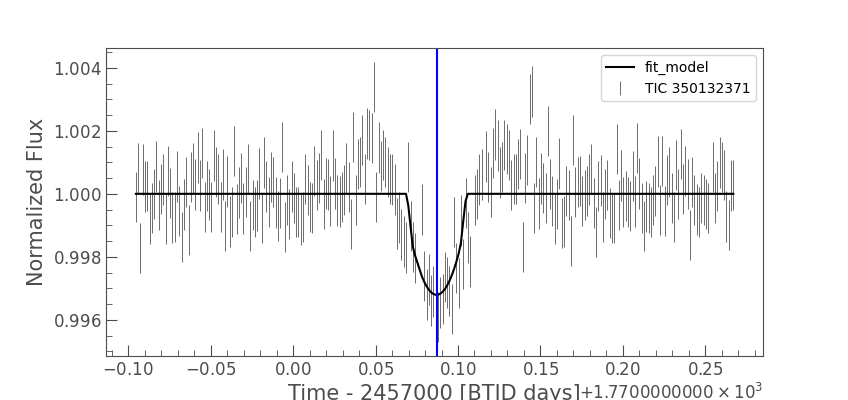 fit_model
TIC 350132371
1.004
1.002
1.000
0.998
0.996
Normalized Flux
−0.10 −0.05 0.00 0.05 0.10 0.15 0.20 0.25
Time - 2457000 [BTJD days]
+1.7700000000 × 10³